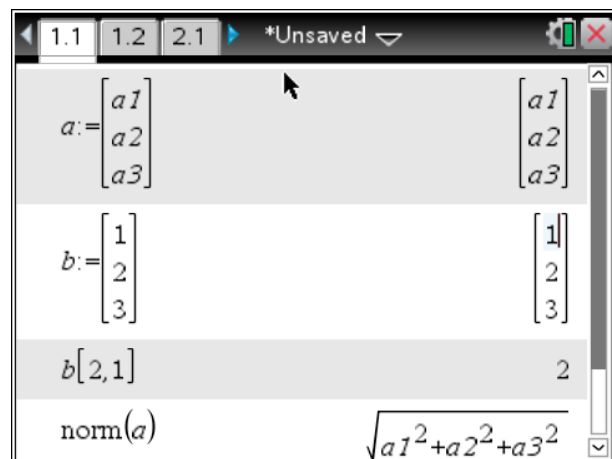 1.1 1.2 2.1 *Unsaved
a:=[a1 a2 a3] [a1 a2 a3]
b:=[1 2 3] [1 2 3]
b[2,1] 2
norm(a) √a1²+a2²+a3²